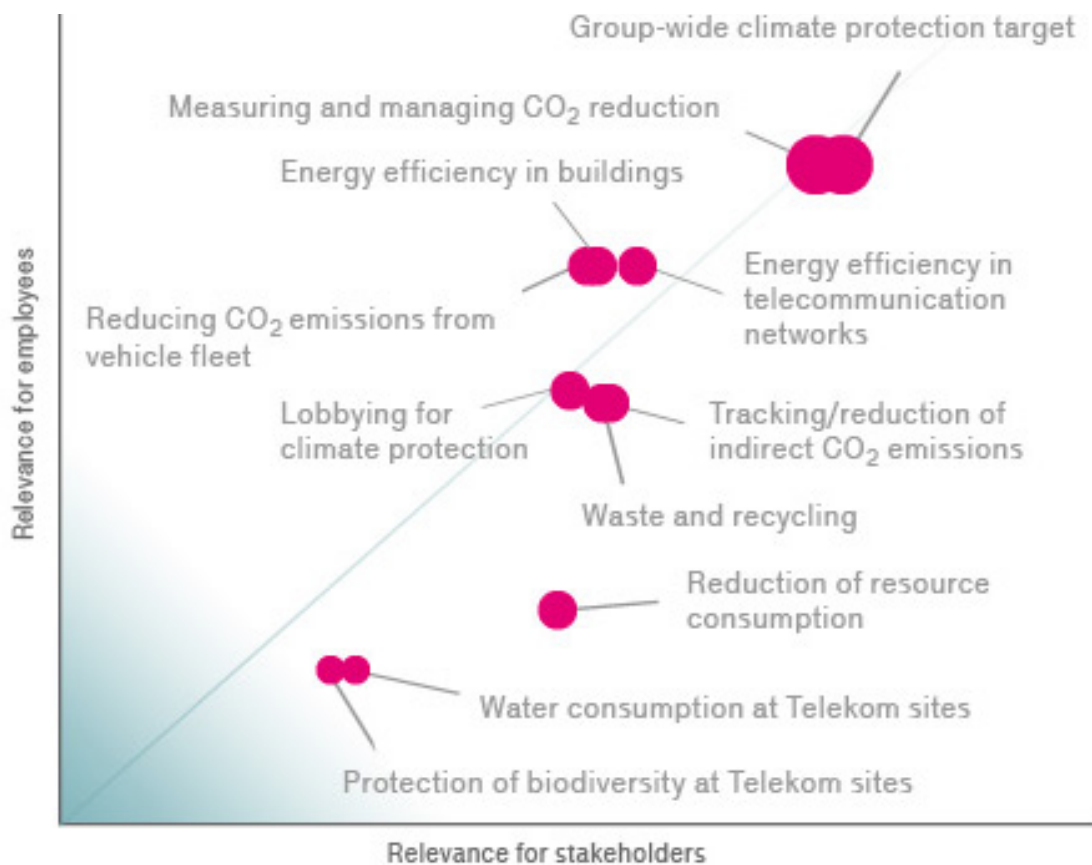 Group-wide climate protection target
Measuring and managing CO₂ reduction
Energy efficiency in buildings
Energy efficiency in
telecommunication
networks
Reducing CO₂ emissions from
vehicle fleet
Lobbying for
climate protection
Tracking/reduction of
indirect CO₂ emissions
Waste and recycling
Reduction of resource
consumption
Water consumption at Telekom sites
Protection of biodiversity at Telekom sites
Relevance for employees
Relevance for stakeholders